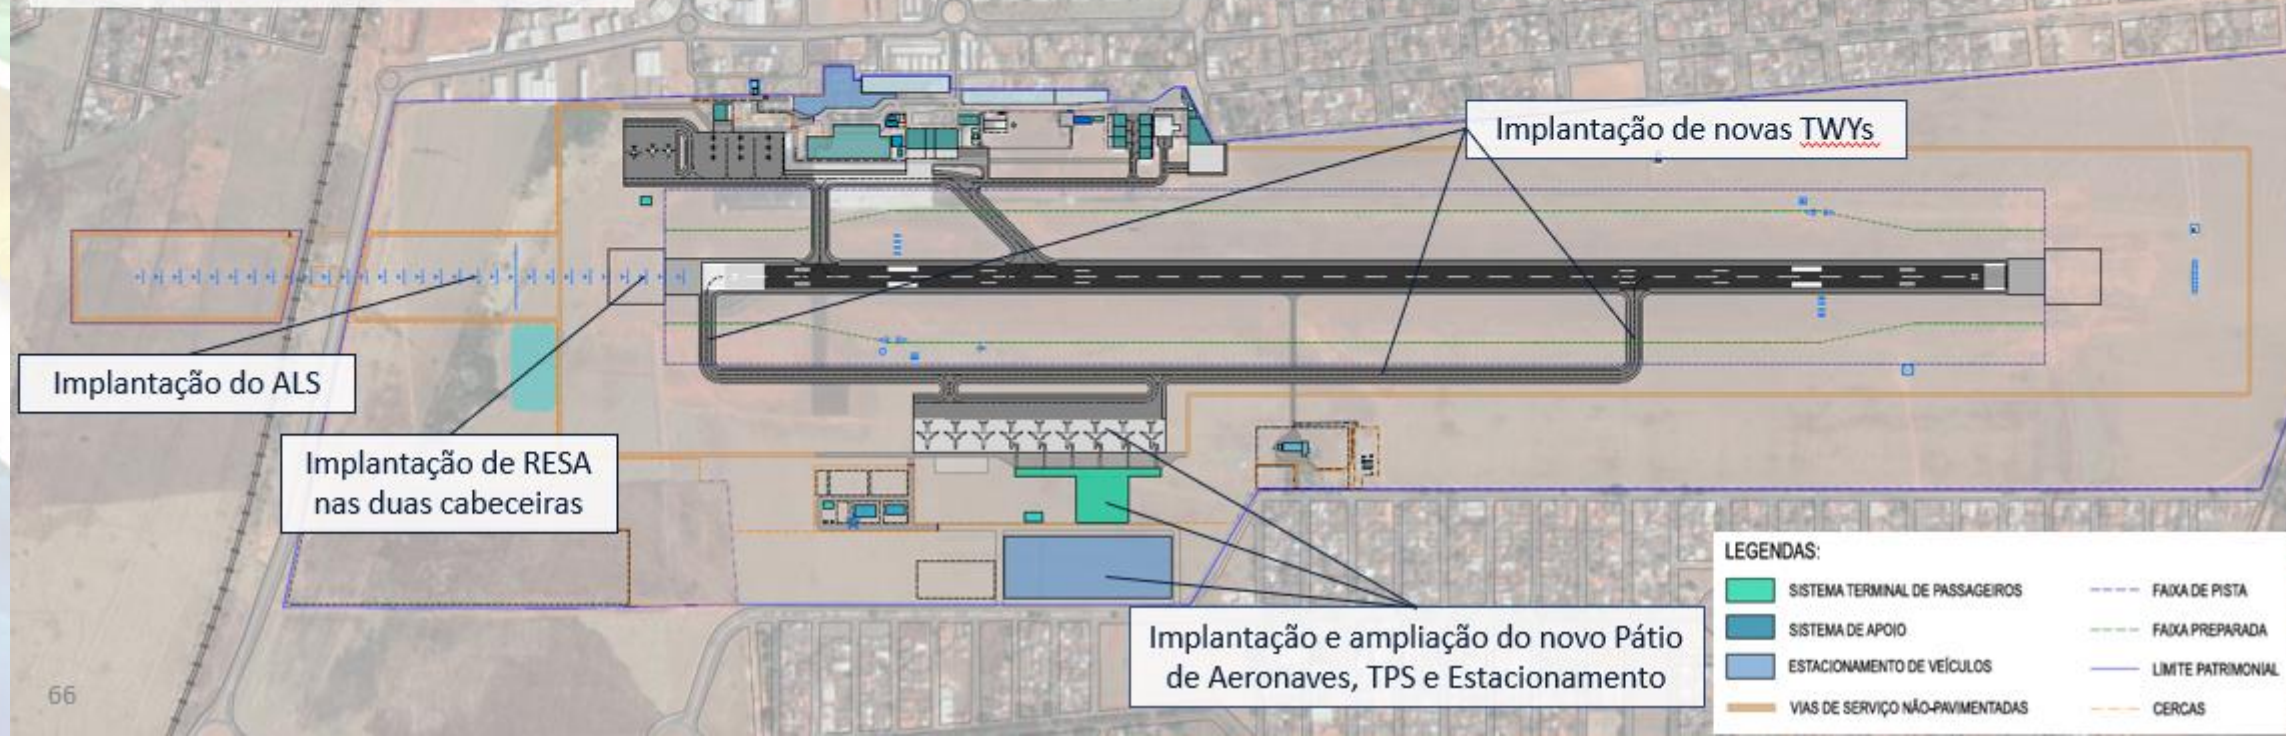 Implantação de novas TWYs
Implantação do ALS
Implantação de RESA
nas duas cabeceiras
Implantação e ampliação do novo Pátio
de Aeronaves, TPS e Estacionamento
66
LEGENDAS:
SISTEMA TERMINAL DE PASSAGEIROS
SISTEMA DE APOIO
ESTACIONAMENTO DE VEÍCULOS
VIAS DE SERVIÇO NÃO-PAVIMENTADAS
FAIXA DE PISTA
FAIXA PREPARADA
LIMITE PATRIMONIAL
CERCAS